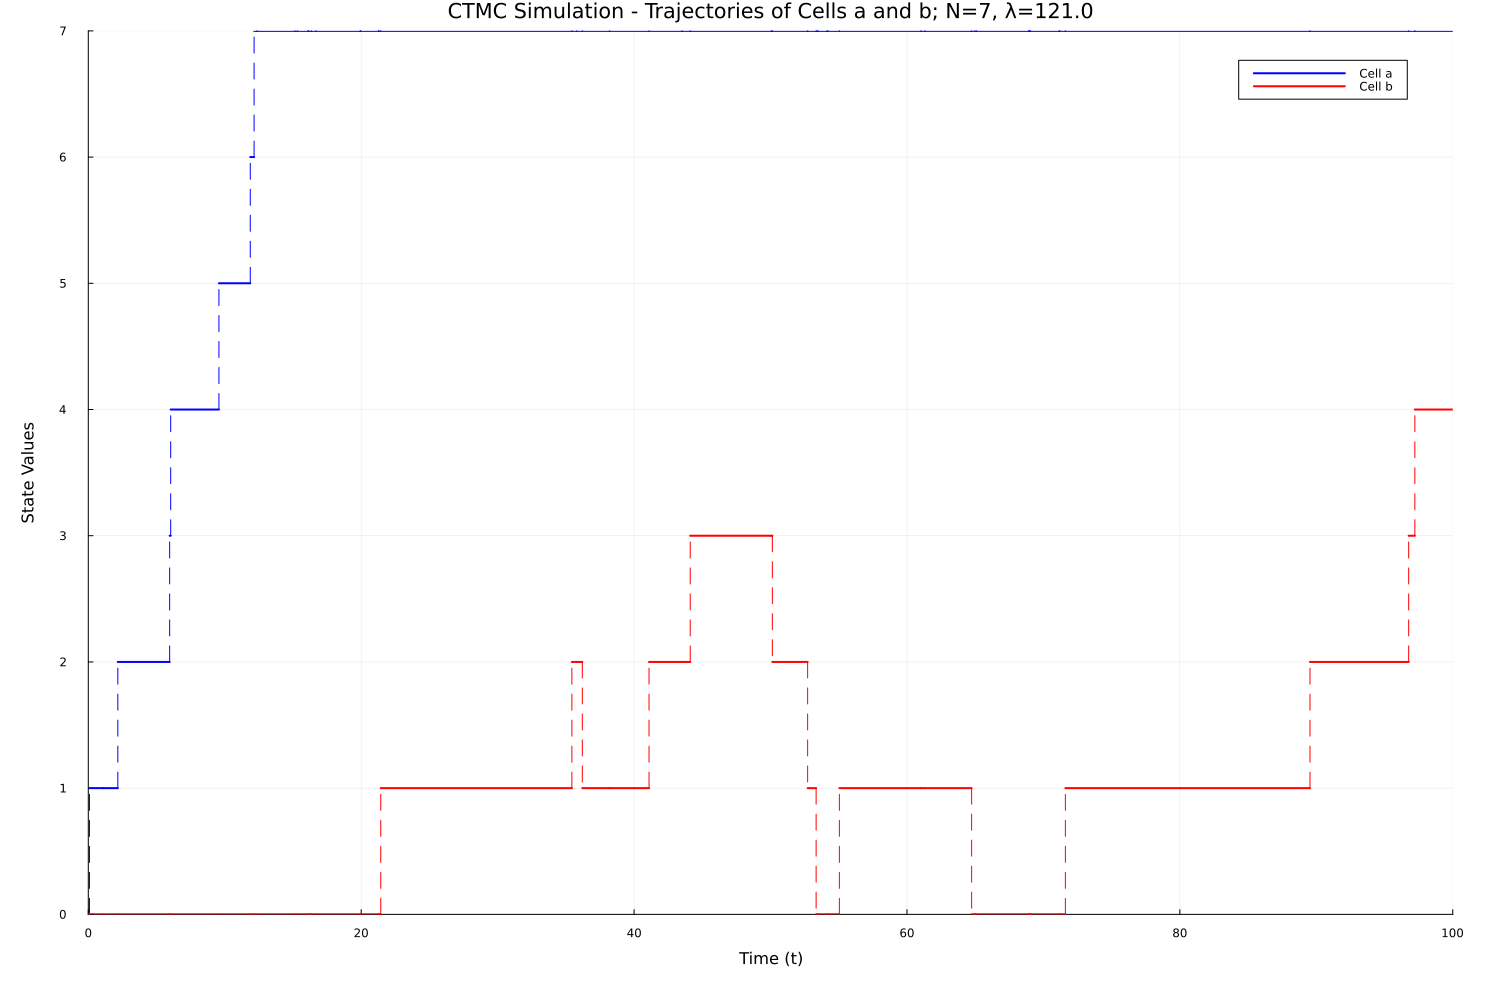 CTMC Simulation - Trajectories of Cells a and b; N=7, λ=121.0
7
6
5
4
3
2
1
0
State Values
Cell a
Cell b
0 20 40 60 80 100
Time (t)